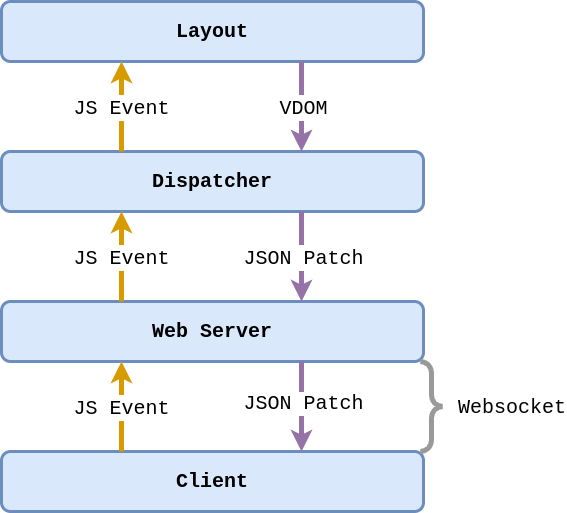 Layout
JS Event
VDOM
Dispatcher
JS Event
JSON Patch
Web Server
JS Event
JSON Patch
Websocket
Client